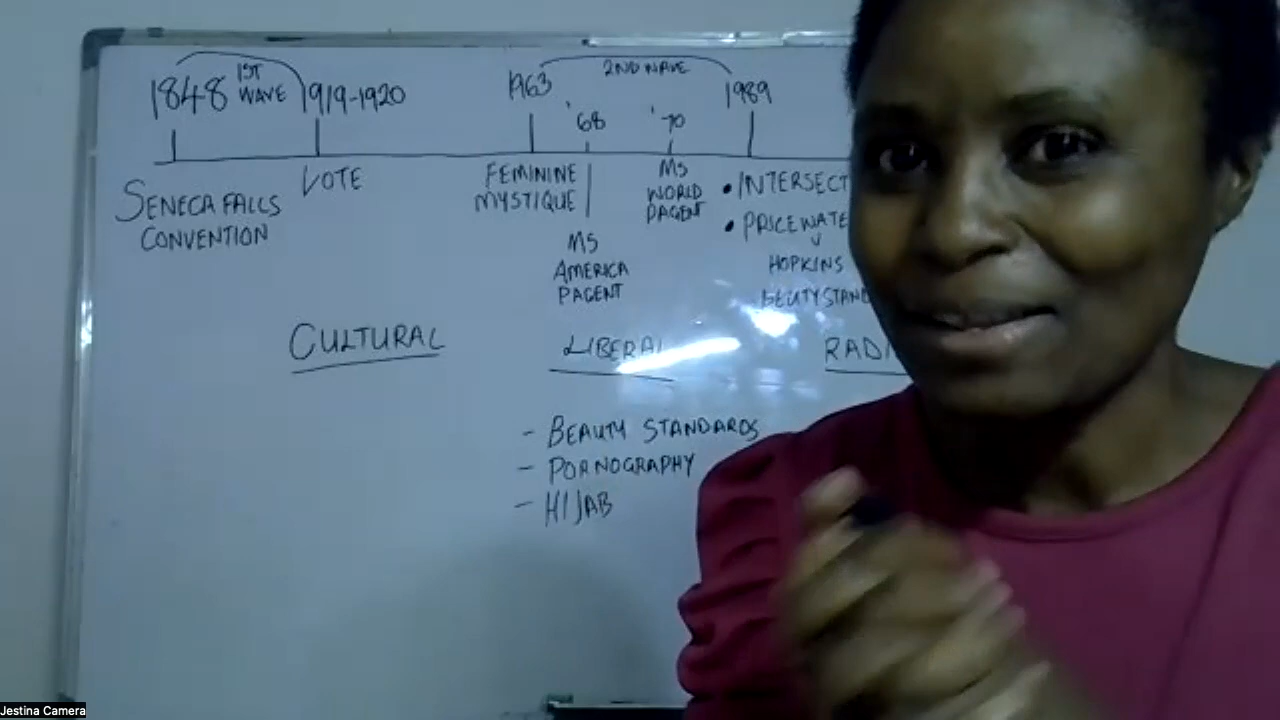 1848 1ST WAVE 1919-1920 1963 2ND WAVE 1989
'68 '70
SENECA FALLS
CONVENTION
VOTE
FEMININE
MYSTIQUE
MS
AMERICA
PAGENT
MS
WORLD
PAGENT
• INTERSECT
• PRICEWATE
V
HOPKINS
CULTURAL
LIBERAL
RADI
- BEAUTY STANDARDS
- PORNOGRAPHY
- HIJAB
Jestina Camera